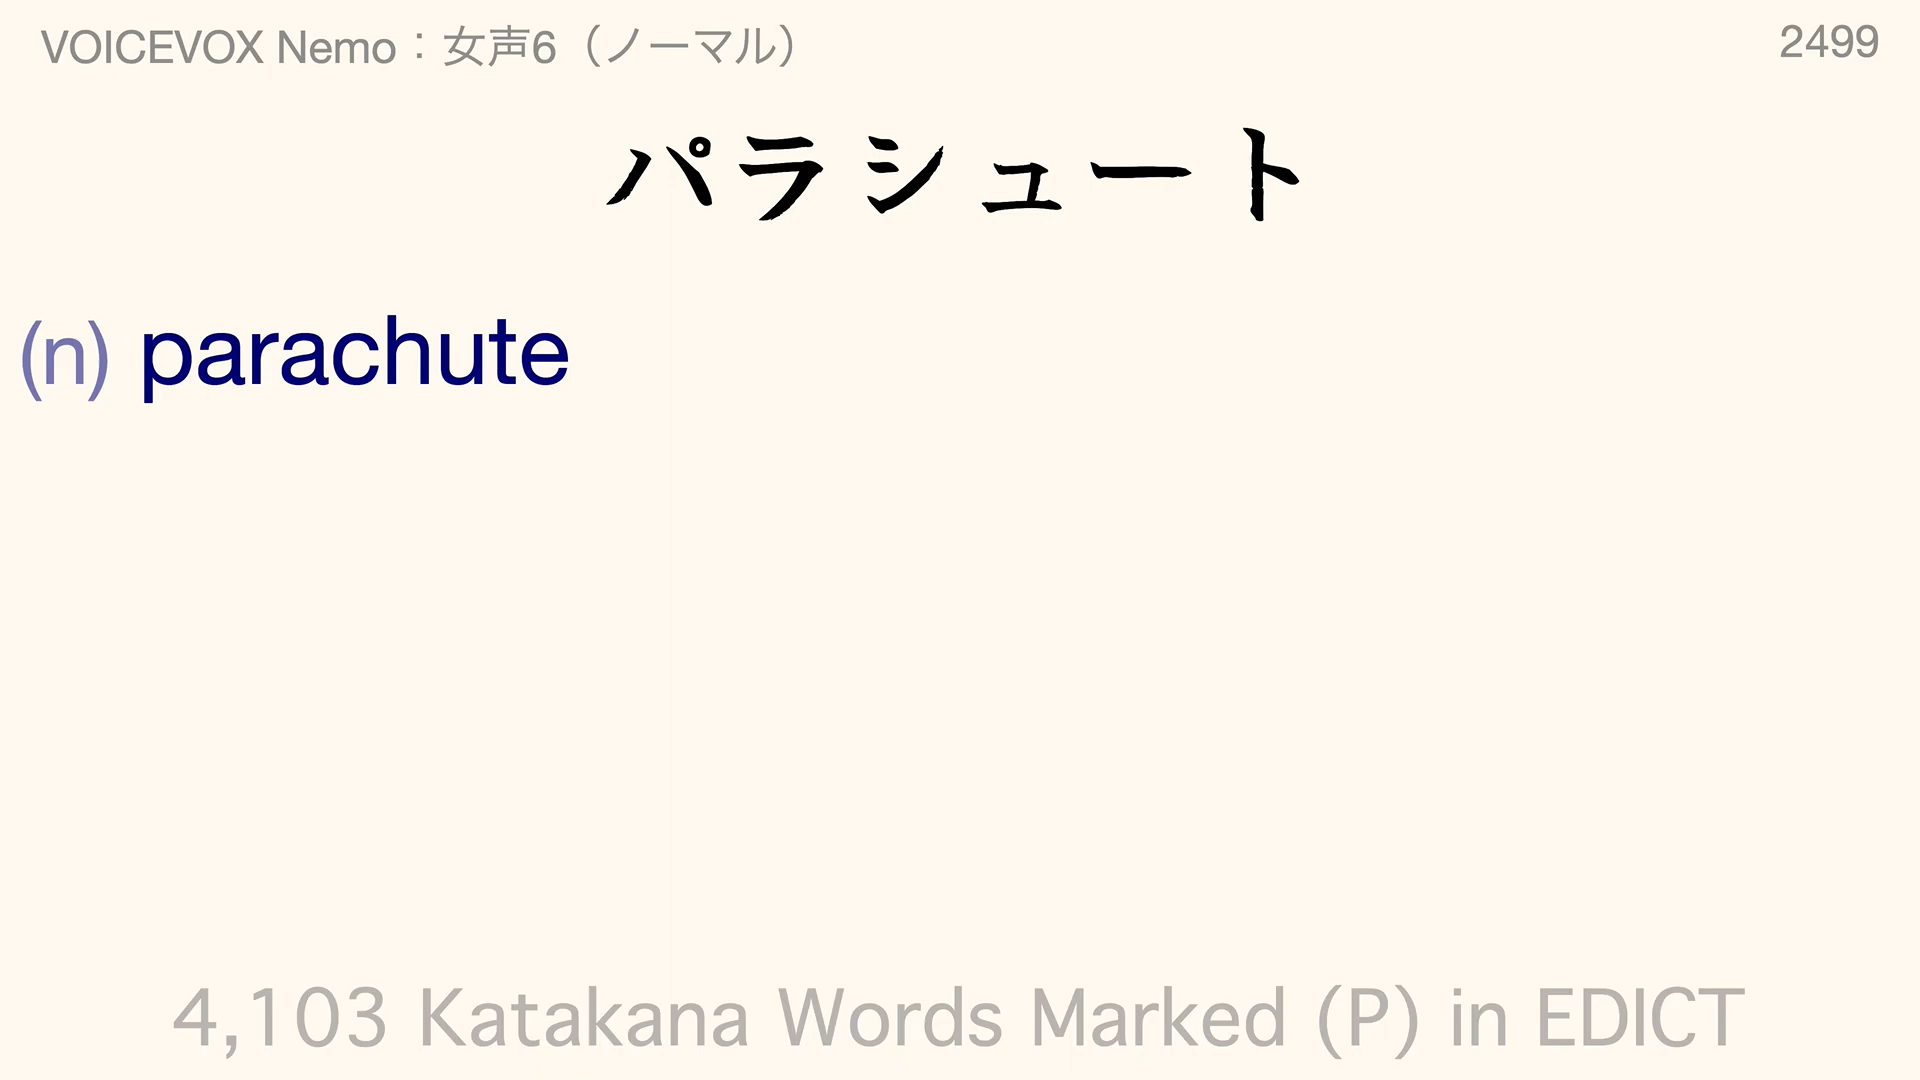 VOICEVOX Nemo：女声6（ノーマル）
2499
パラシュート
(n) parachute
4,103 Katakana Words Marked (P) in EDICT